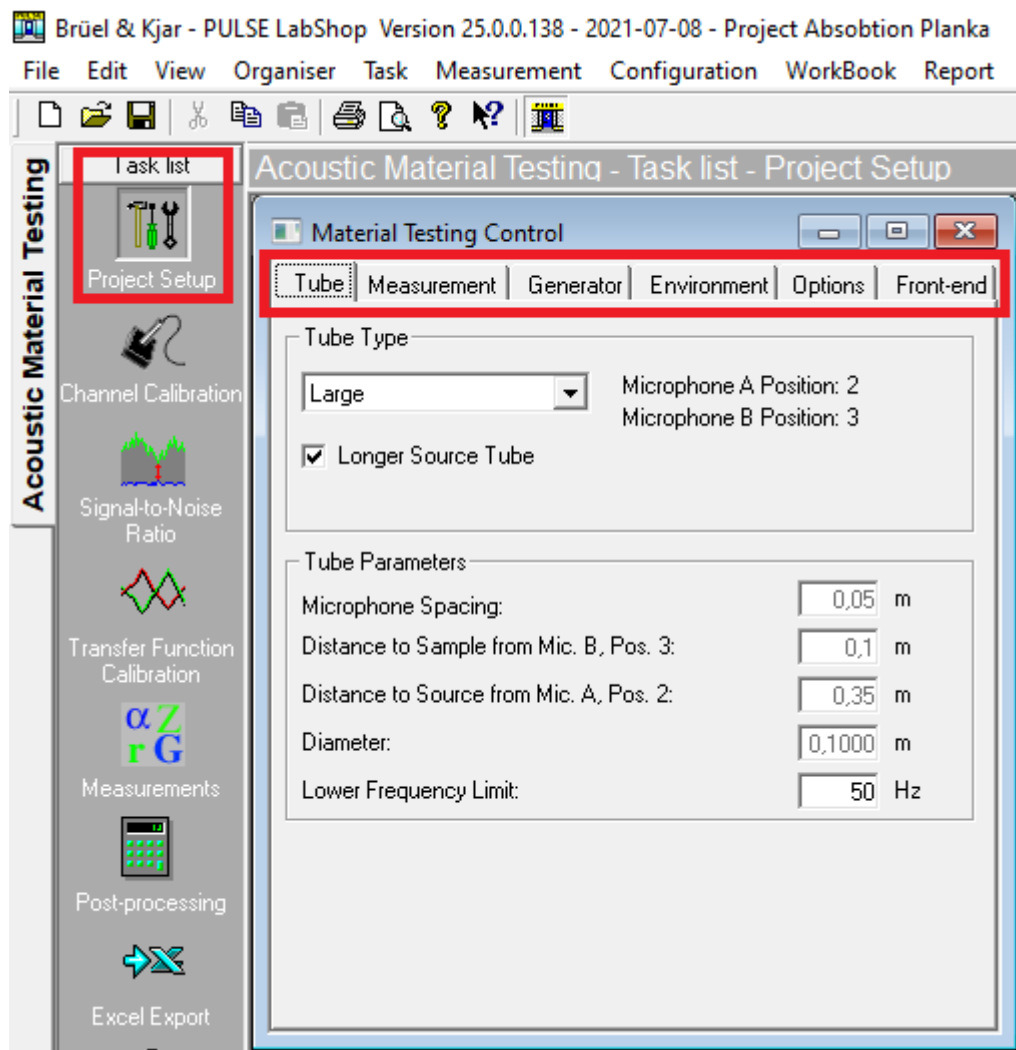 Brüel & Kjar - PULSE LabShop Version 25.0.0.138 - 2021-07-08 - Project Absobtion Planka
File Edit View Organiser Task Measurement Configuration WorkBook Report
Acoustic Material Testing
Task list
Project Setup
Channel Calibration
Signal-to-Noise
Ratio
Transfer Function
Calibration
α Z
r G
Measurements
Post-processing
Excel Export
Acoustic Material Testing - Task list - Project Setup
Material Testing Control
Tube Measurement Generator Environment Options Front-end
Tube Type
Large
Microphone A Position: 2
Microphone B Position: 3
Longer Source Tube
Tube Parameters
Microphone Spacing: 0,05 m
Distance to Sample from Mic. B, Pos. 3: 0,1 m
Distance to Source from Mic. A, Pos. 2: 0,35 m
Diameter: 0,1000 m
Lower Frequency Limit: 50 Hz